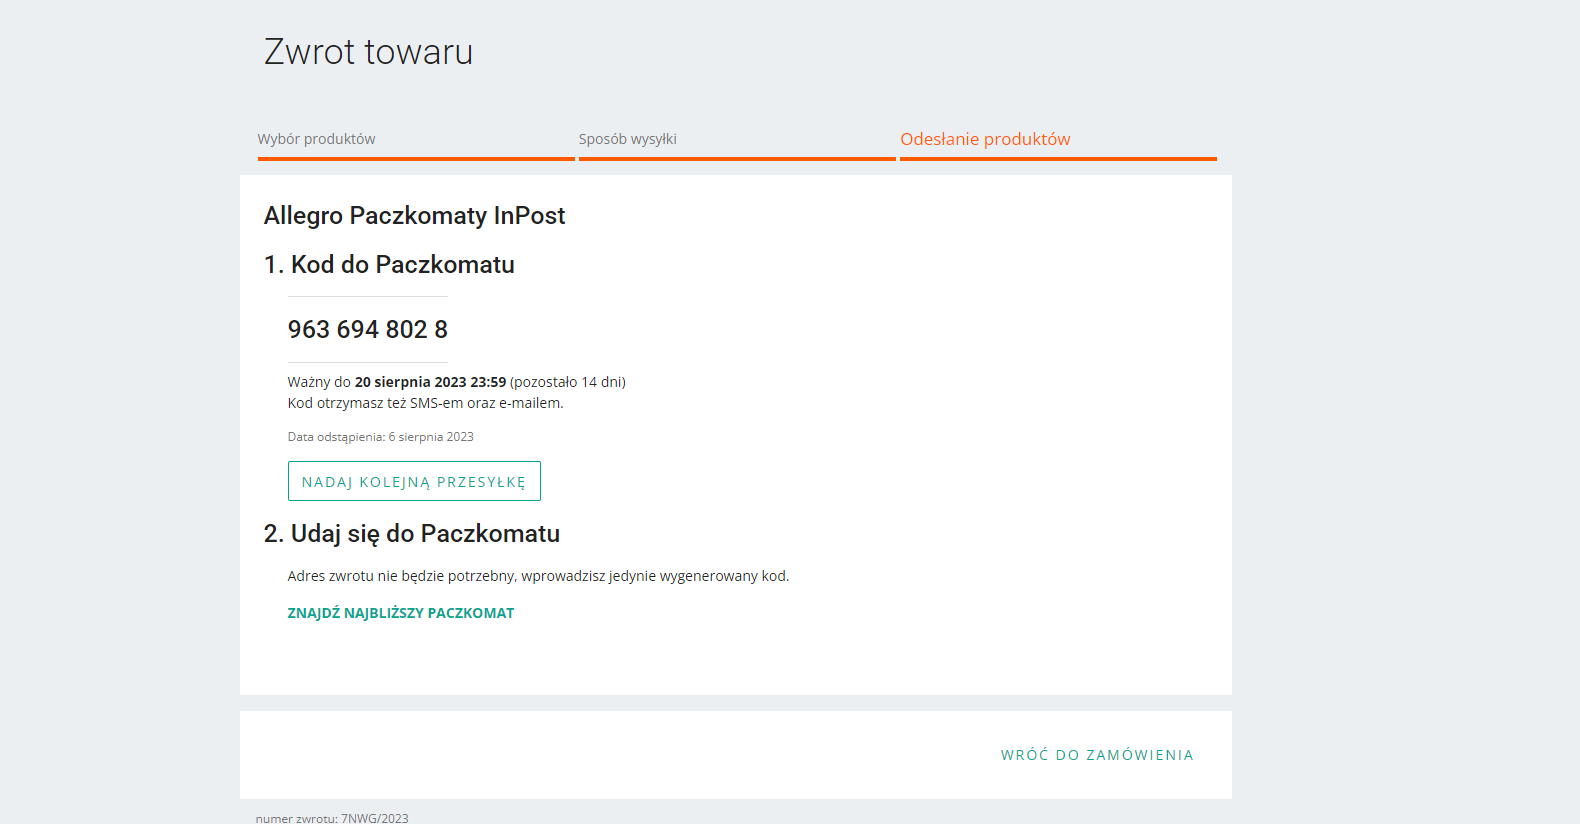 Zwrot towaru
Wybór produktów
Sposób wysyłki
Odesłanie produktów
Allegro Paczkomaty InPost
1. Kod do Paczkomatu
963 694 802 8
Ważny do 20 sierpnia 2023 23:59 (pozostało 14 dni)
Kod otrzymasz też SMS-em oraz e-mailem.
Data odstąpienia: 6 sierpnia 2023
NADAJ KOLEJNĄ PRZESYŁKĘ
2. Udaj się do Paczkomatu
Adres zwrotu nie będzie potrzebny, wprowadzisz jedynie wygenerowany kod.
ZNAJDŹ NAJBLIŻSZY PACZKOMAT
WRÓĆ DO ZAMÓWIENIA
numer zwrotu: 7NWG/2023